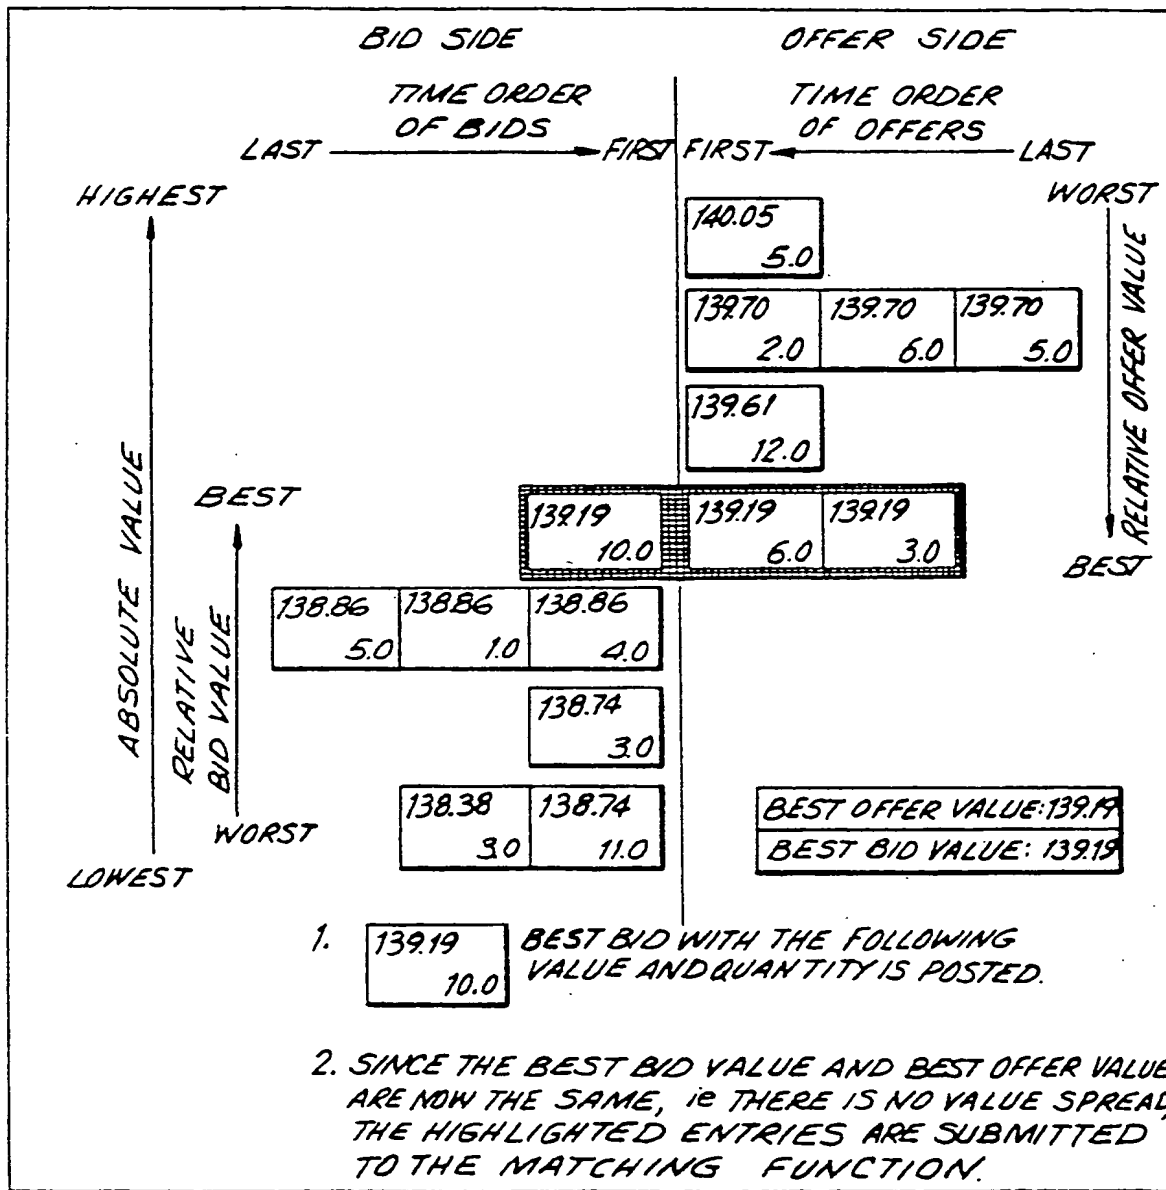 BID SIDE
OFFER SIDE
TIME ORDER
OF BIDS
TIME ORDER
OF OFFERS
LAST
FIRST
FIRST
LAST
HIGHEST
WORST
140.05
5.0
139.70 139.70 139.70
2.0 6.0 5.0
139.61
12.0
RELATIVE OFFER VALUE
ABSOLUTE VALUE
BEST
139.19 139.19 139.19
10.0 6.0 3.0
BEST
138.86 138.86 138.86
5.0 1.0 4.0
RELATIVE
BID VALUE
138.74
3.0
138.38 138.74
3.0 11.0
WORST
LOWEST
BEST OFFER VALUE: 139.19
BEST BID VALUE: 139.19
1. 139.19
10.0
BEST BID WITH THE FOLLOWING
VALUE AND QUANTITY IS POSTED.
2. SINCE THE BEST BID VALUE AND BEST OFFER VALUE
ARE NOW THE SAME, ie THERE IS NO VALUE SPREAD,
THE HIGHLIGHTED ENTRIES ARE SUBMITTED
TO THE MATCHING FUNCTION.